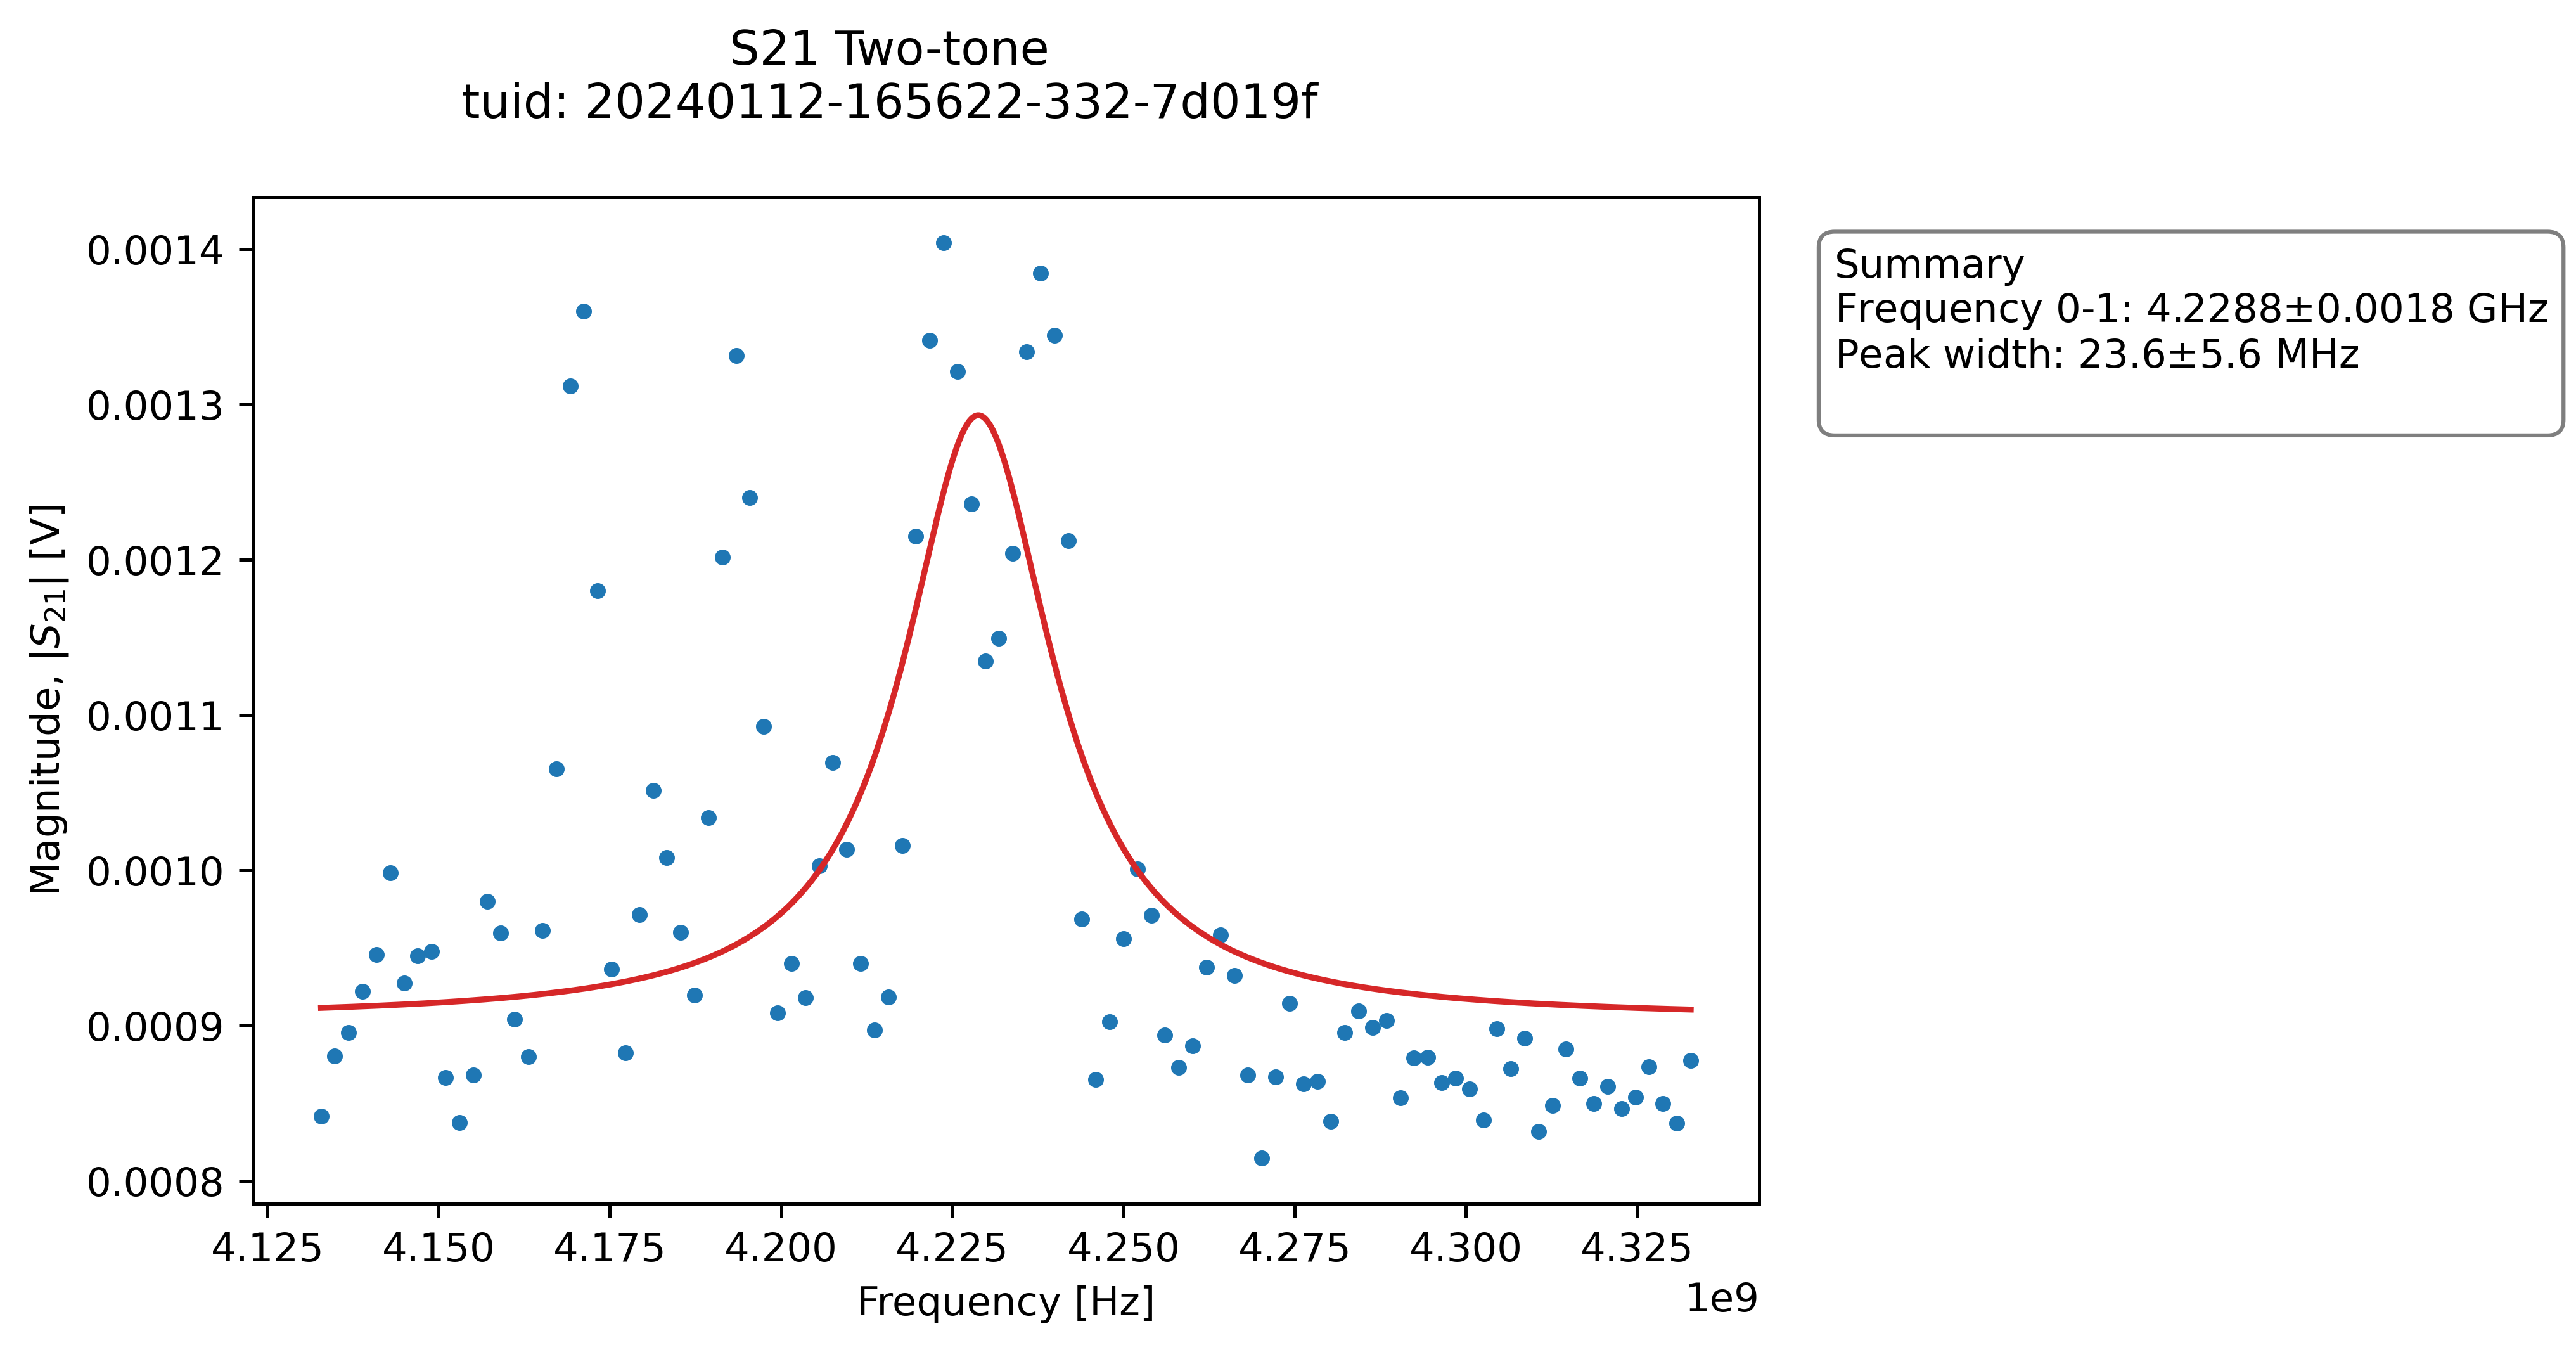 S21 Two-tone
tuid: 20240112-165622-332-7d019f
Summary
Frequency 0-1: 4.2288±0.0018 GHz
Peak width: 23.6±5.6 MHz
Magnitude, |S21| [V]
0.0014
0.0013
0.0012
0.0011
0.0010
0.0009
0.0008
4.125 4.150 4.175 4.200 4.225 4.250 4.275 4.300 4.325
1e9
Frequency [Hz]